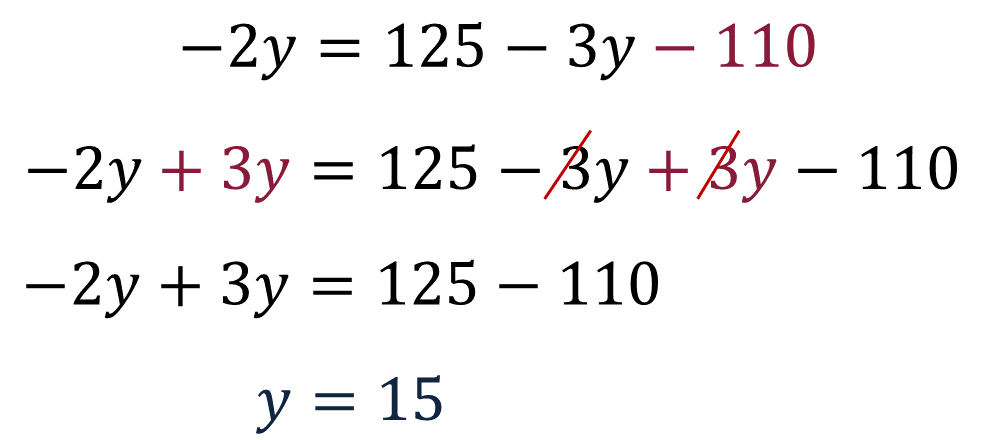 −2y = 125 − 3y − 110
−2y + 3y = 125 − 3y + 3y − 110
−2y + 3y = 125 − 110
y = 15